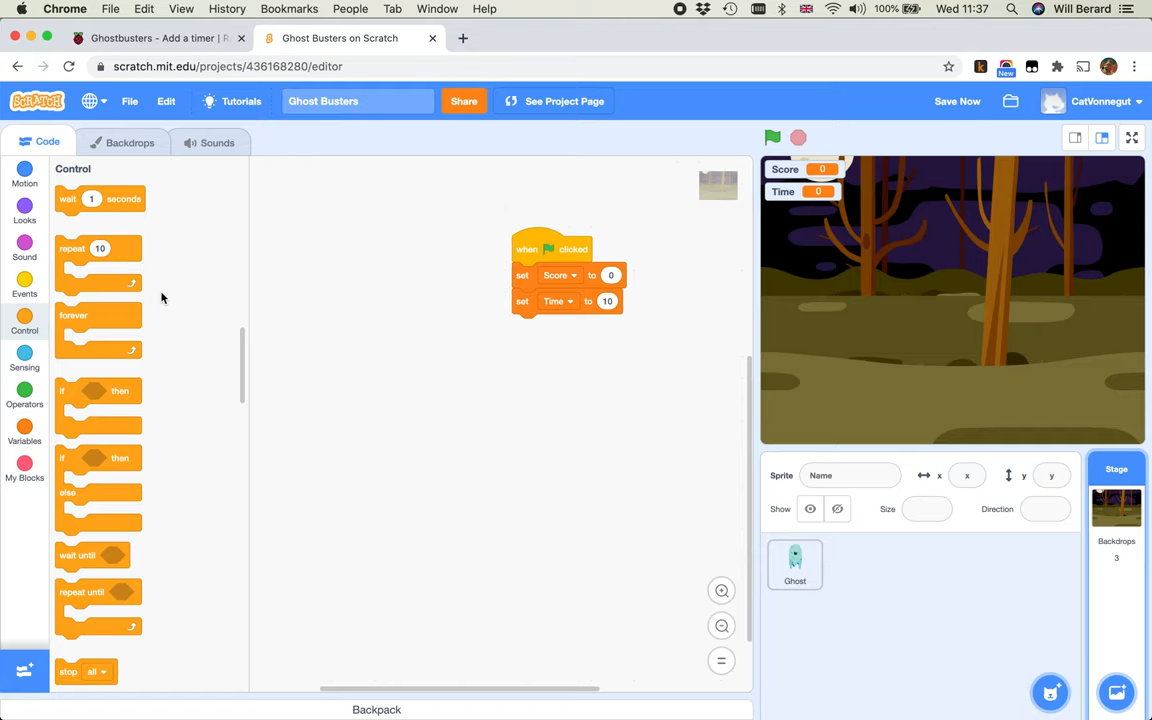 Chrome File Edit View History Bookmarks People Tab Window Help 100% Wed 11:37 Will Berard
Ghostbusters - Add a timer | R
Ghost Busters on Scratch
scratch.mit.edu/projects/436168280/editor
New
SCRATCH File Edit Tutorials Ghost Busters Share See Project Page Save Now CatVonnegut
Code Backdrops Sounds
Motion
Looks
Sound
Events
Control
Sensing
Operators
Variables
My Blocks
Control
wait 1 seconds
repeat 10
forever
if then
if then
else
wait until
repeat until
stop all
when clicked
set Score to 0
set Time to 10
Score 0
Time 0
Sprite Name x x y y
Show Size Direction
Ghost
Stage
Backdrops
3
Backpack